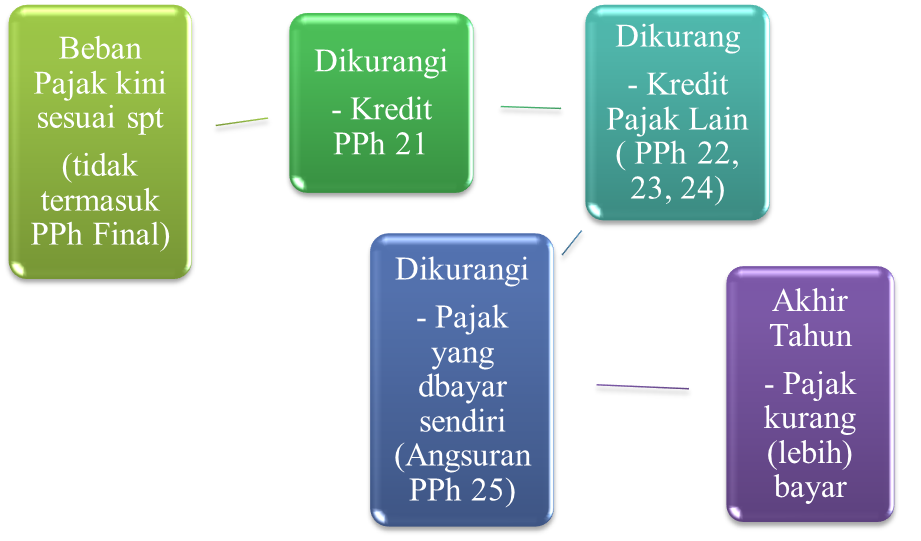 Beban
Pajak kini
sesuai spt
(tidak
termasuk
PPh Final)
Dikurangi
- Kredit
PPh 21
Dikurang
- Kredit
Pajak Lain
( PPh 22,
23, 24)
Dikurangi
- Pajak
yang
dbayar
sendiri
(Angsuran
PPh 25)
Akhir
Tahun
- Pajak
kurang
(lebih)
bayar